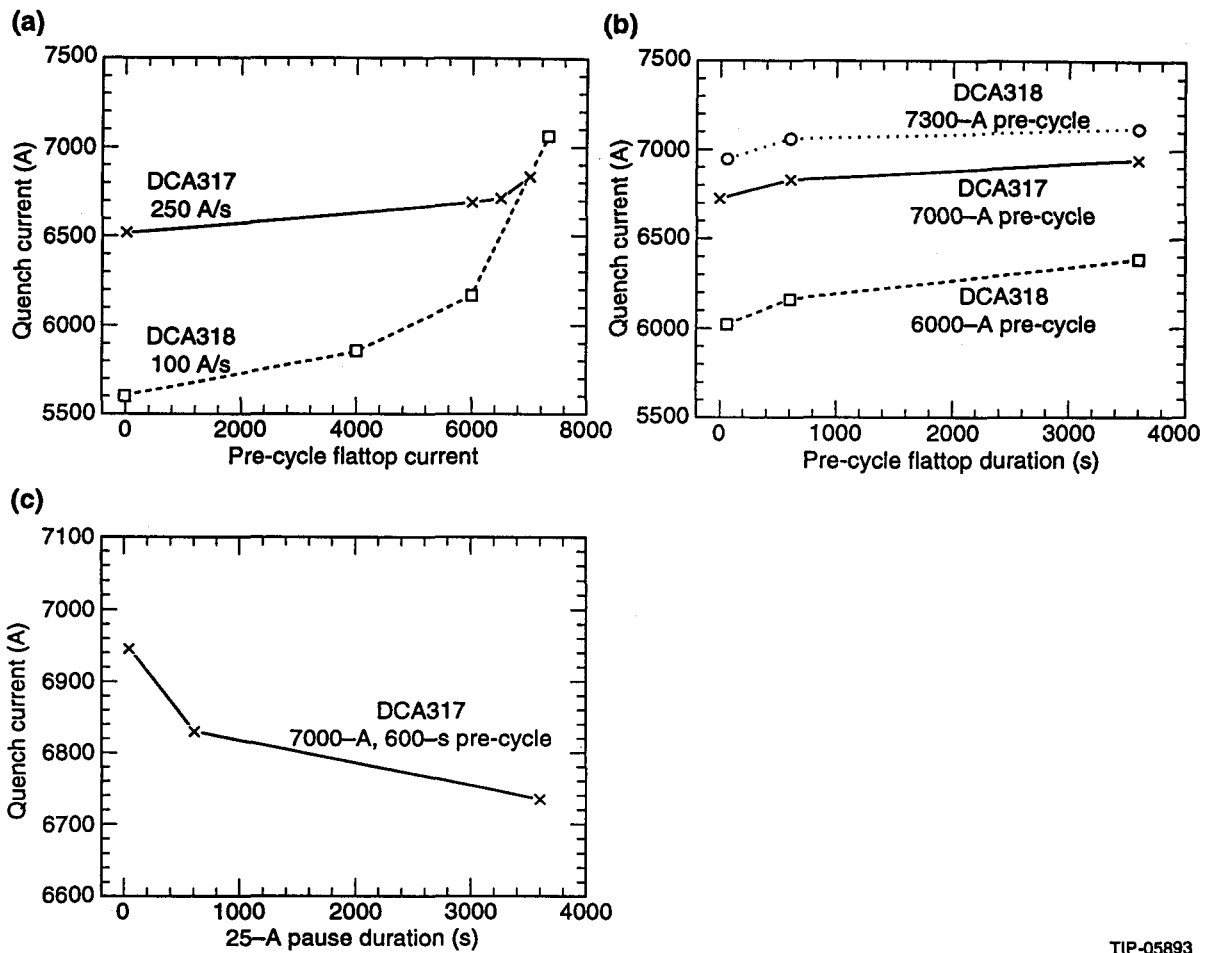 (a)
7500
7000
6500
6000
5500
Quench current (A)
DCA317
250 A/s
DCA318
100 A/s
0 2000 4000 6000 8000
Pre-cycle flattop current
(b)
7500
7000
6500
6000
5500
Quench current (A)
DCA318
7300–A pre-cycle
DCA317
7000–A pre-cycle
DCA318
6000–A pre-cycle
0 1000 2000 3000 4000
Pre-cycle flattop duration (s)
(c)
7100
7000
6900
6800
6700
6600
Quench current (A)
DCA317
7000–A, 600–s pre-cycle
0 1000 2000 3000 4000
25–A pause duration (s)
TIP-05893